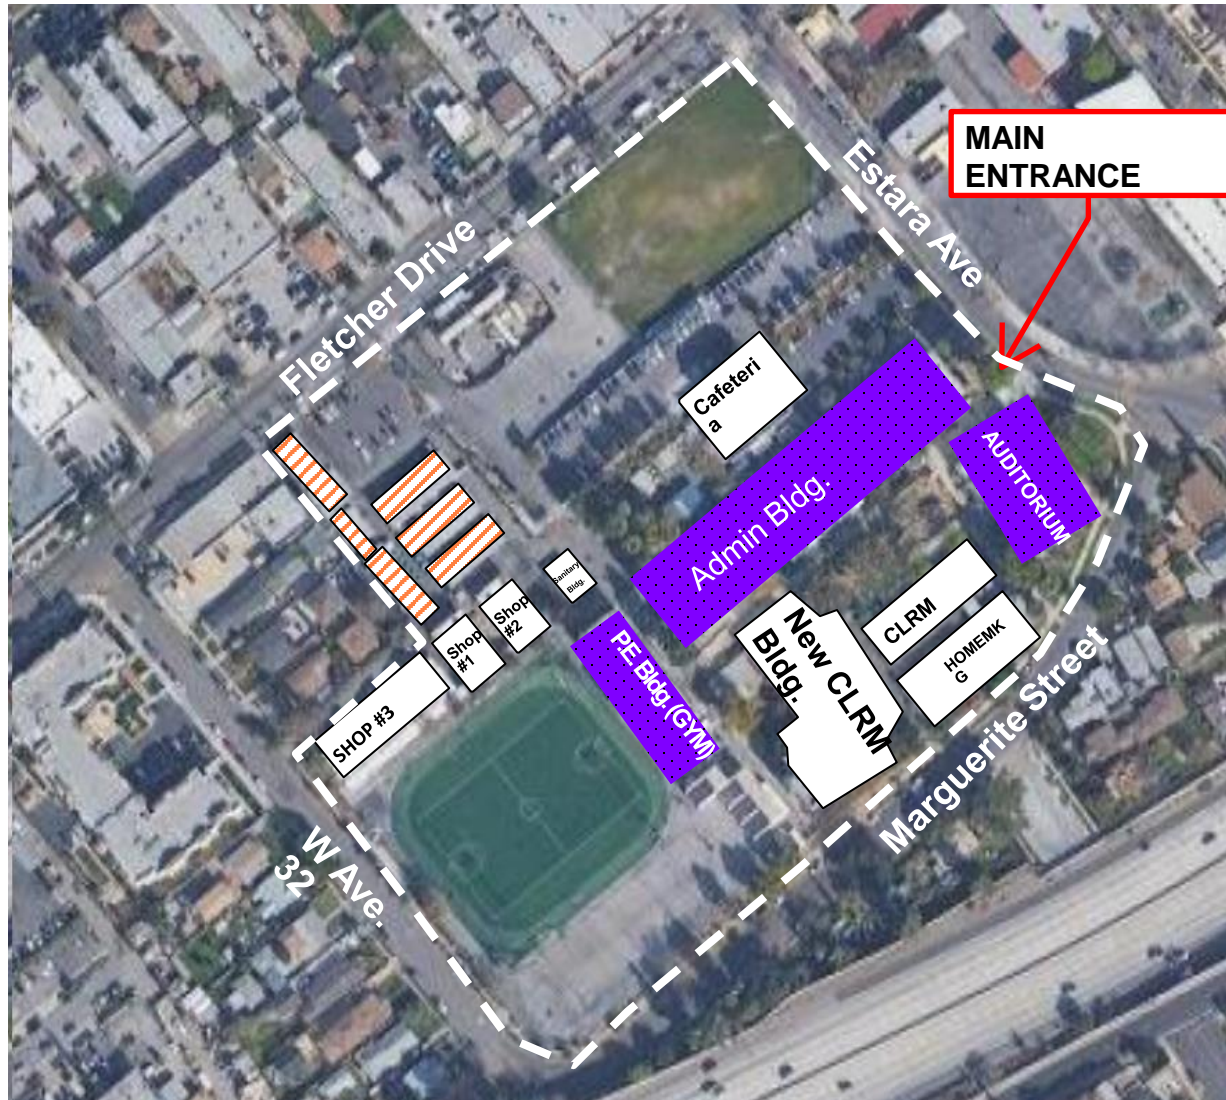 MAIN
ENTRANCE
Estara Ave
Fletcher Drive
Cafeteri
a
Admin Bldg.
AUDITORIUM
Sanitary
Bldg.
Shop
#2
Shop
#1
SHOP #3
PE Bldg. (GYM)
New CLRM
Bldg.
CLRM
HOMEMK
G
Marguerite Street
W Ave.
32